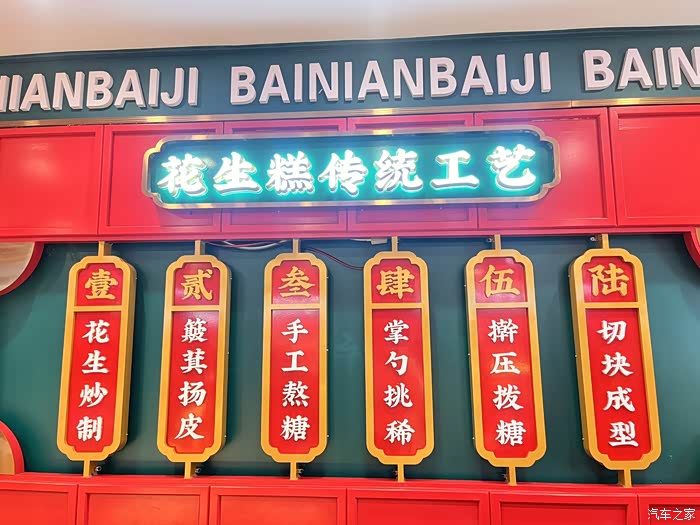 IANBAIJI BAINIANBAIJI BAIN
花生糕传统工艺
壹
花生炒制
贰
簸萁扬皮
叁
手工熬糖
肆
掌勺挑稀
伍
擀压拨糖
陆
切块成型
汽车之家